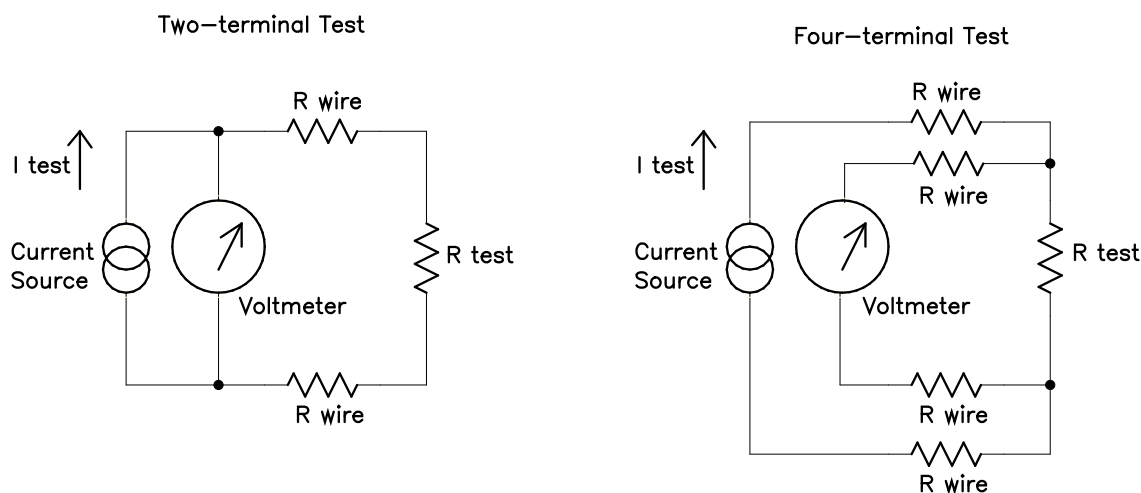 Two-terminal Test
R wire
I test
Current
Source
Voltmeter
R test
R wire
Four-terminal Test
R wire
I test
R wire
Current
Source
Voltmeter
R test
R wire
R wire